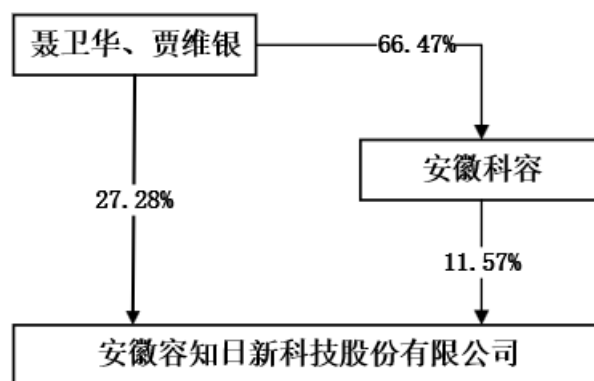 聂卫华、贾维银
66.47%
安徽科容
27.28%
11.57%
安徽容知日新科技股份有限公司